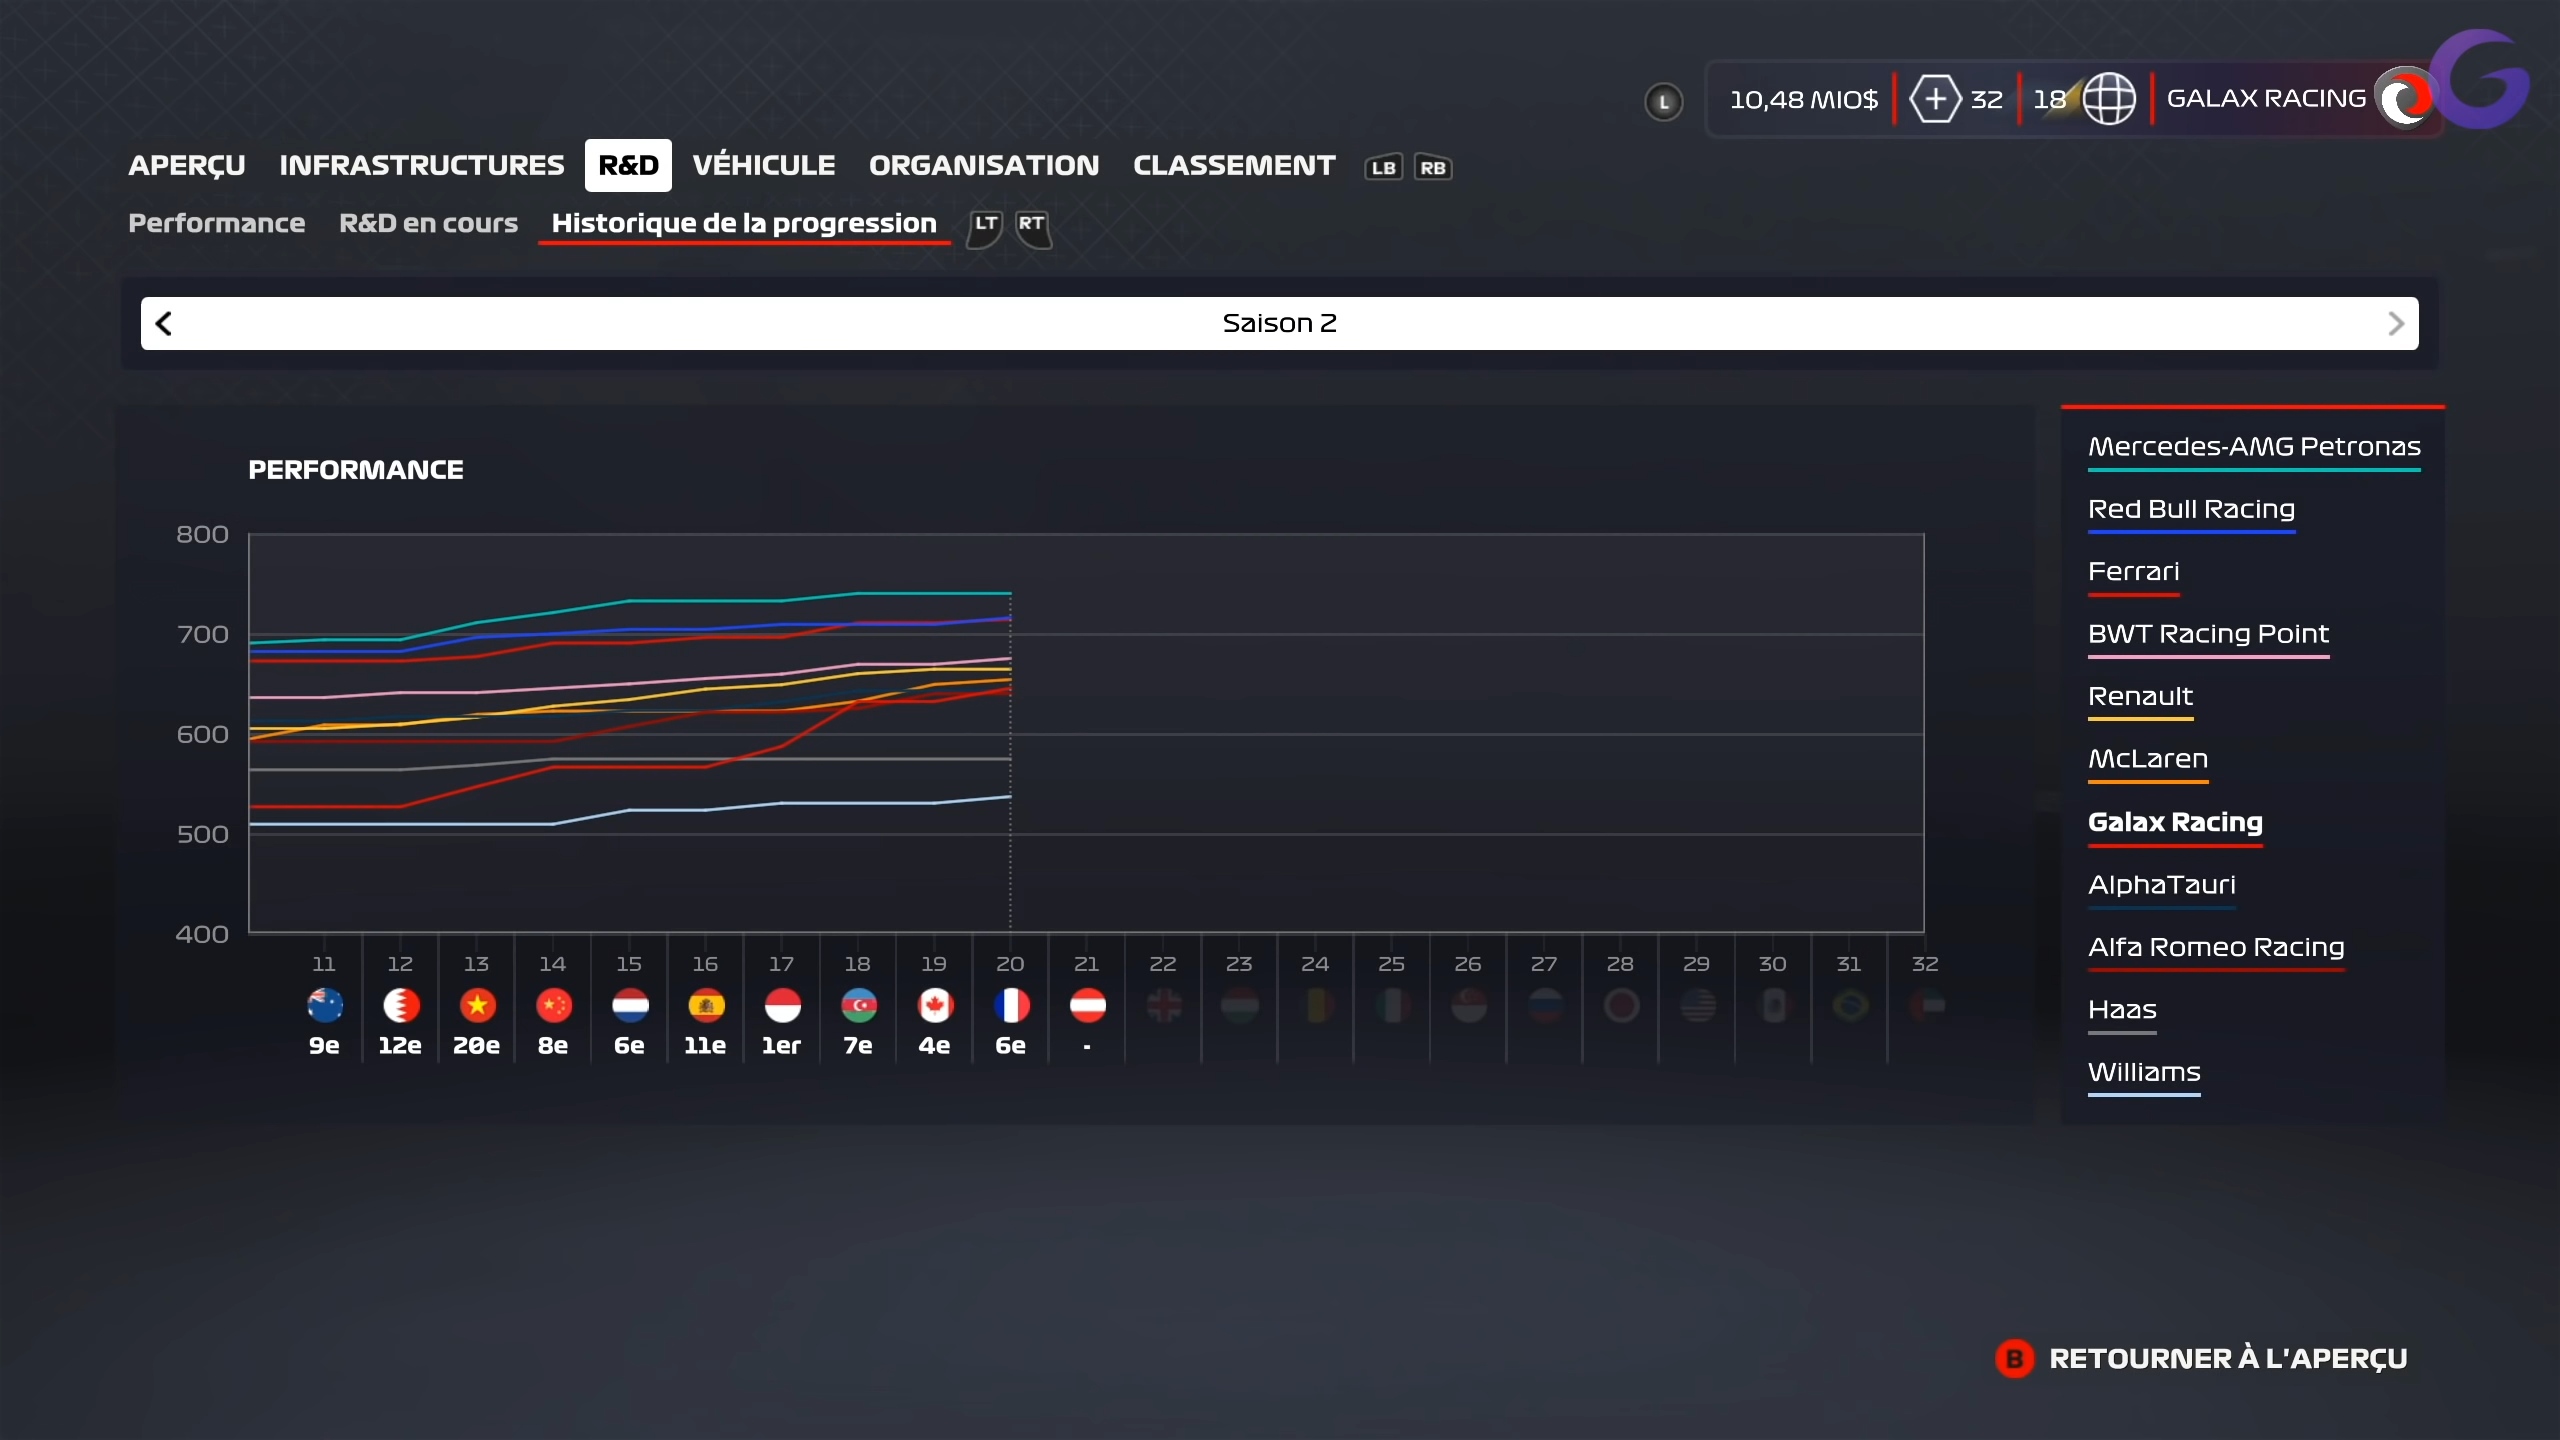 L
10,48 MIO$ 32 18 GALAX RACING
APERÇU INFRASTRUCTURES R&D VÉHICULE ORGANISATION CLASSEMENT LB RB
Performance R&D en cours Historique de la progression LT RT
Saison 2
PERFORMANCE
800
700
600
500
400
11 12 13 14 15 16 17 18 19 20 21 22 23 24 25 26 27 28 29 30 31 32
9e 12e 20e 8e 6e 11e 1er 7e 4e 6e -
Mercedes-AMG Petronas
Red Bull Racing
Ferrari
BWT Racing Point
Renault
McLaren
Galax Racing
AlphaTauri
Alfa Romeo Racing
Haas
Williams
B RETOURNER À L'APERÇU